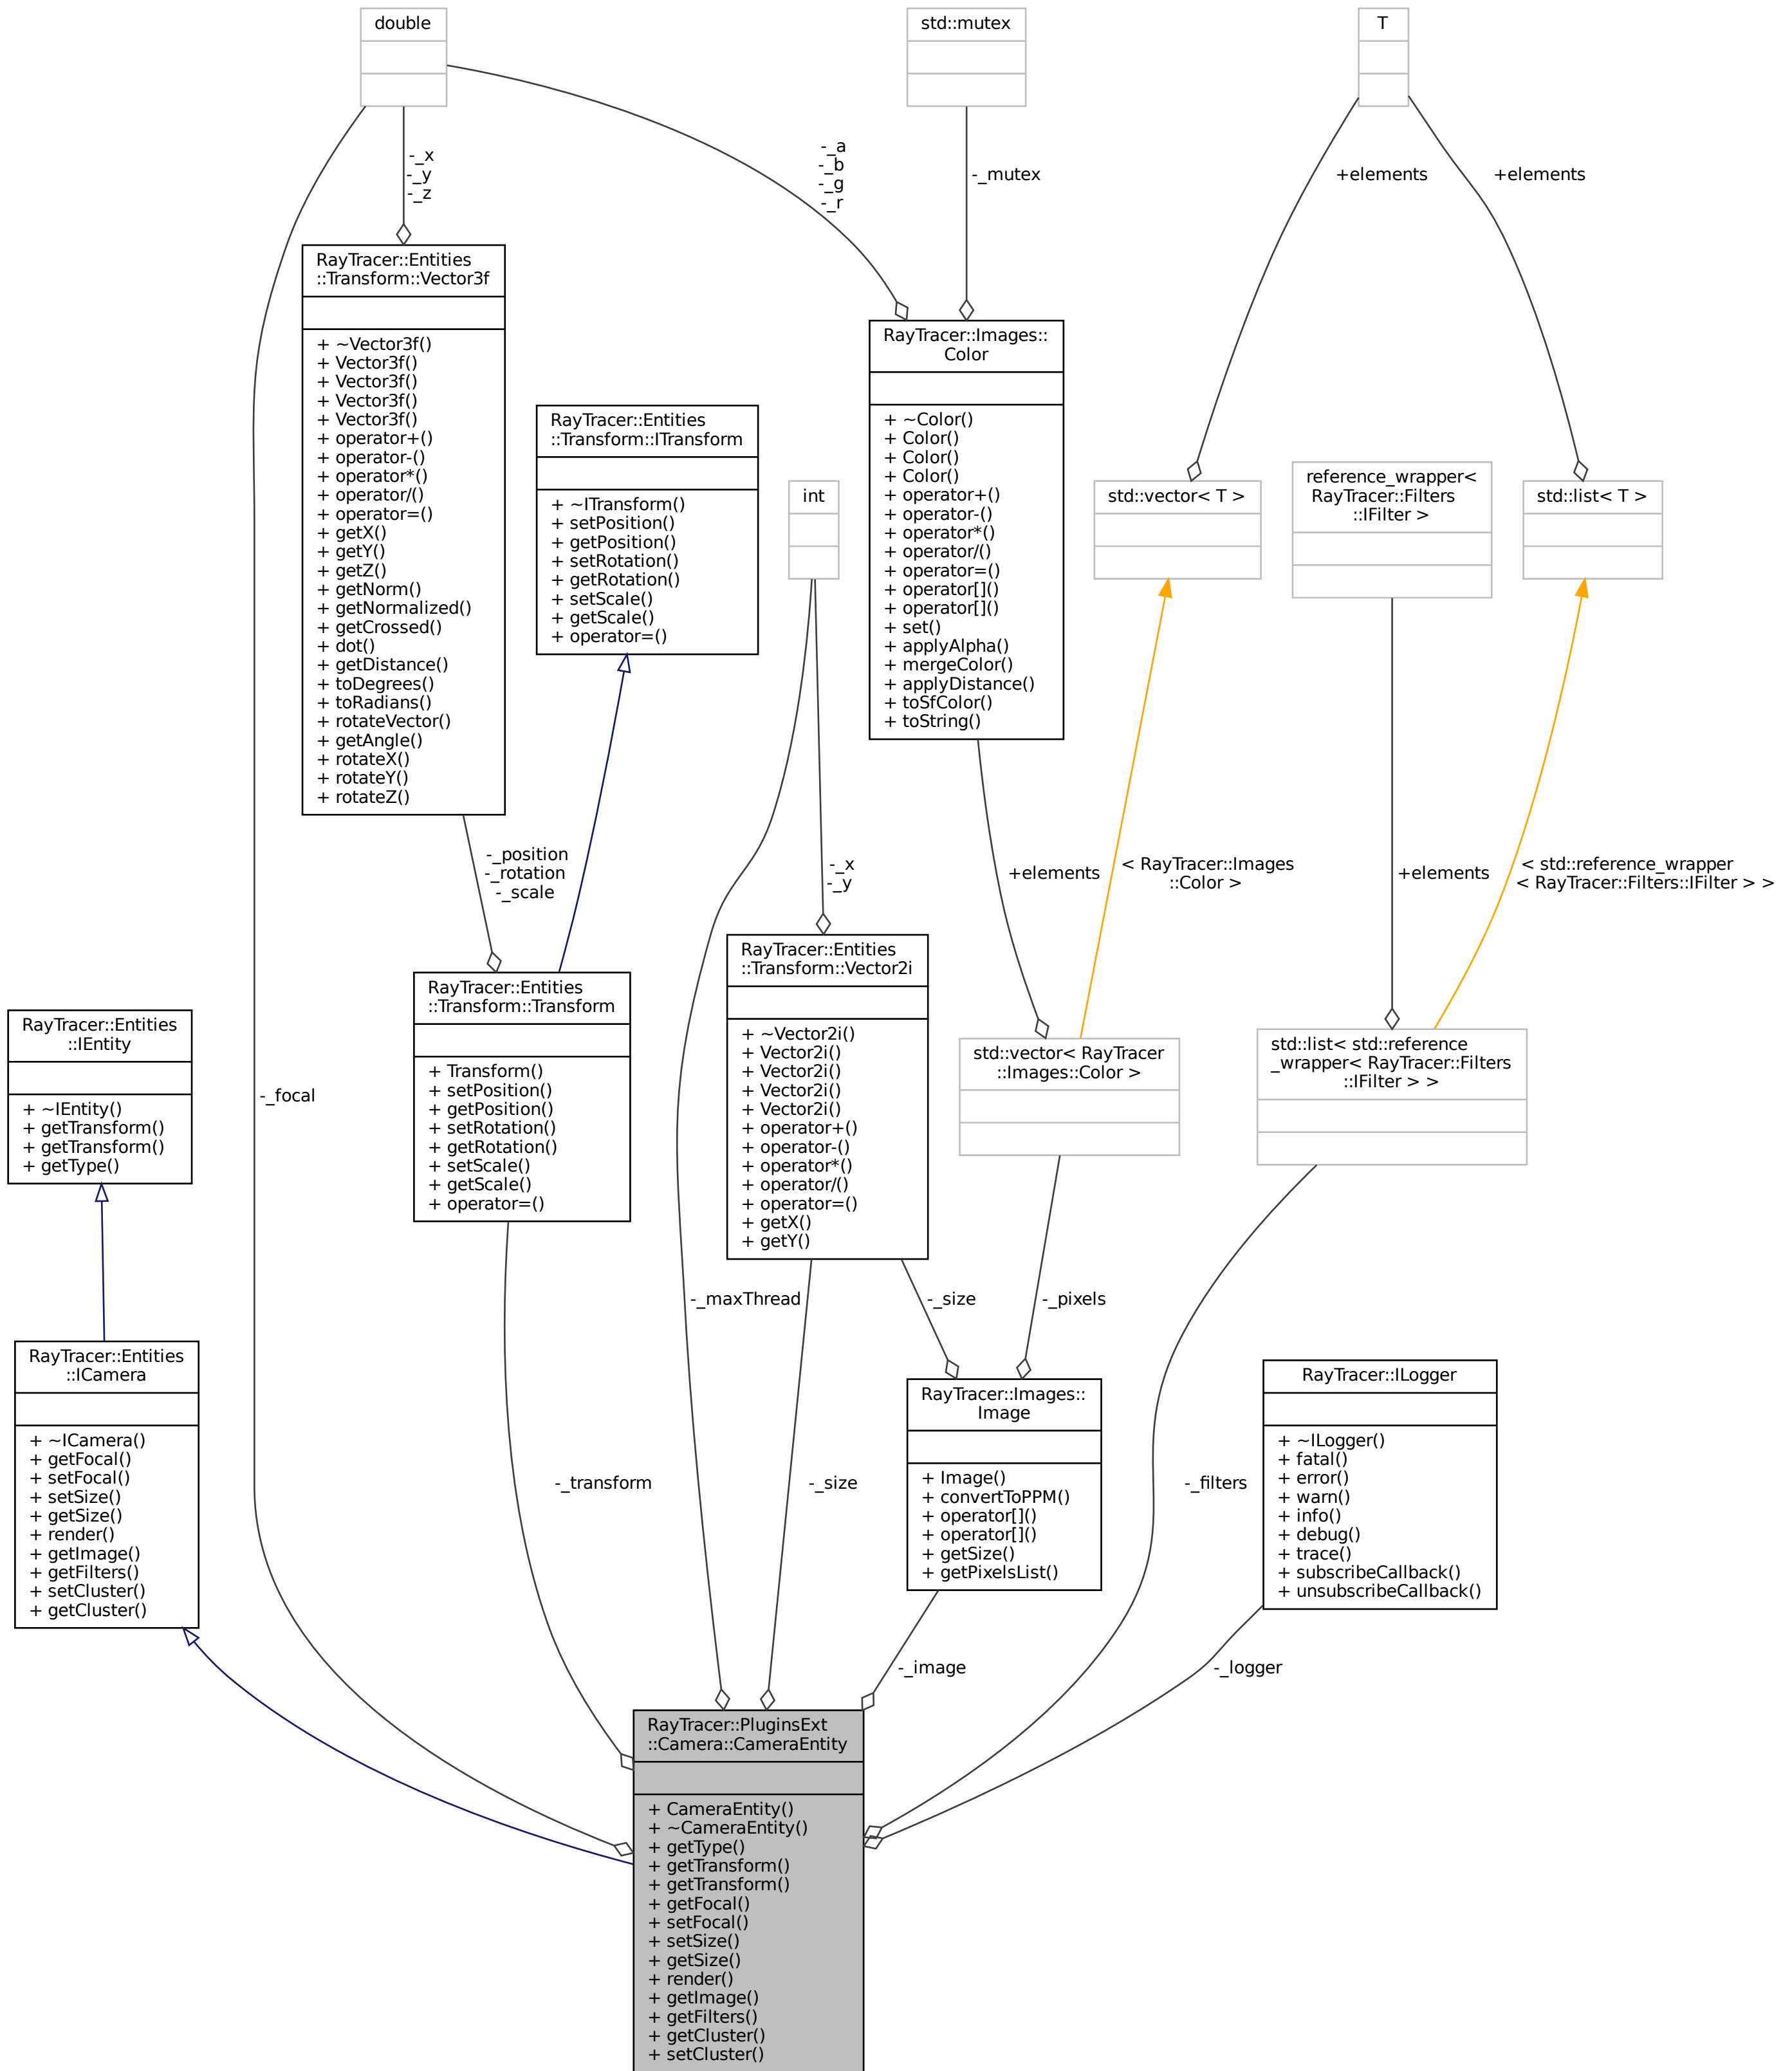 double
std::mutex
T
-_x
-_y
-_z
-_a
-_b
-_g
-_r
-_mutex
+elements
+elements
RayTracer::Entities
::Transform::Vector3f
+ ~Vector3f()
+ Vector3f()
+ Vector3f()
+ Vector3f()
+ Vector3f()
+ operator+()
+ operator-()
+ operator*()
+ operator/()
+ operator=()
+ getX()
+ getY()
+ getZ()
+ getNorm()
+ getNormalized()
+ getCrossed()
+ dot()
+ getDistance()
+ toDegrees()
+ toRadians()
+ rotateVector()
+ getAngle()
+ rotateX()
+ rotateY()
+ rotateZ()
RayTracer::Entities
::Transform::ITransform
+ ~ITransform()
+ setPosition()
+ getPosition()
+ setRotation()
+ getRotation()
+ setScale()
+ getScale()
+ operator=()
int
RayTracer::Images::
Color
+ ~Color()
+ Color()
+ Color()
+ Color()
+ operator+()
+ operator-()
+ operator*()
+ operator/()
+ operator=()
+ operator[]()
+ operator[]()
+ set()
+ applyAlpha()
+ mergeColor()
+ applyDistance()
+ toSfColor()
+ toString()
std::vector< T >
reference_wrapper<
RayTracer::Filters
::IFilter >
std::list< T >
-_position
-_rotation
-_scale
-_x
-_y
+elements
< RayTracer::Images
::Color >
+elements
< std::reference_wrapper
< RayTracer::Filters::IFilter > >
RayTracer::Entities
::IEntity
+ ~IEntity()
+ getTransform()
+ getTransform()
+ getType()
-_focal
RayTracer::Entities
::Transform::Transform
+ Transform()
+ setPosition()
+ getPosition()
+ setRotation()
+ getRotation()
+ setScale()
+ getScale()
+ operator=()
RayTracer::Entities
::Transform::Vector2i
+ ~Vector2i()
+ Vector2i()
+ Vector2i()
+ Vector2i()
+ Vector2i()
+ operator+()
+ operator-()
+ operator*()
+ operator/()
+ operator=()
+ getX()
+ getY()
std::vector< RayTracer
::Images::Color >
std::list< std::reference
_wrapper< RayTracer::Filters
::IFilter > >
-_maxThread
-_size
-_pixels
RayTracer::Entities
::ICamera
+ ~ICamera()
+ getFocal()
+ setFocal()
+ setSize()
+ getSize()
+ render()
+ getImage()
+ getFilters()
+ setCluster()
+ getCluster()
-_transform
-_size
RayTracer::Images::
Image
+ Image()
+ convertToPPM()
+ operator[]()
+ operator[]()
+ getSize()
+ getPixelsList()
-_filters
RayTracer::ILogger
+ ~ILogger()
+ fatal()
+ error()
+ warn()
+ info()
+ debug()
+ trace()
+ subscribeCallback()
+ unsubscribeCallback()
-_image
-_logger
RayTracer::PluginsExt
::Camera::CameraEntity
+ CameraEntity()
+ ~CameraEntity()
+ getType()
+ getTransform()
+ getTransform()
+ getFocal()
+ setFocal()
+ setSize()
+ getSize()
+ render()
+ getImage()
+ getFilters()
+ getCluster()
+ setCluster()